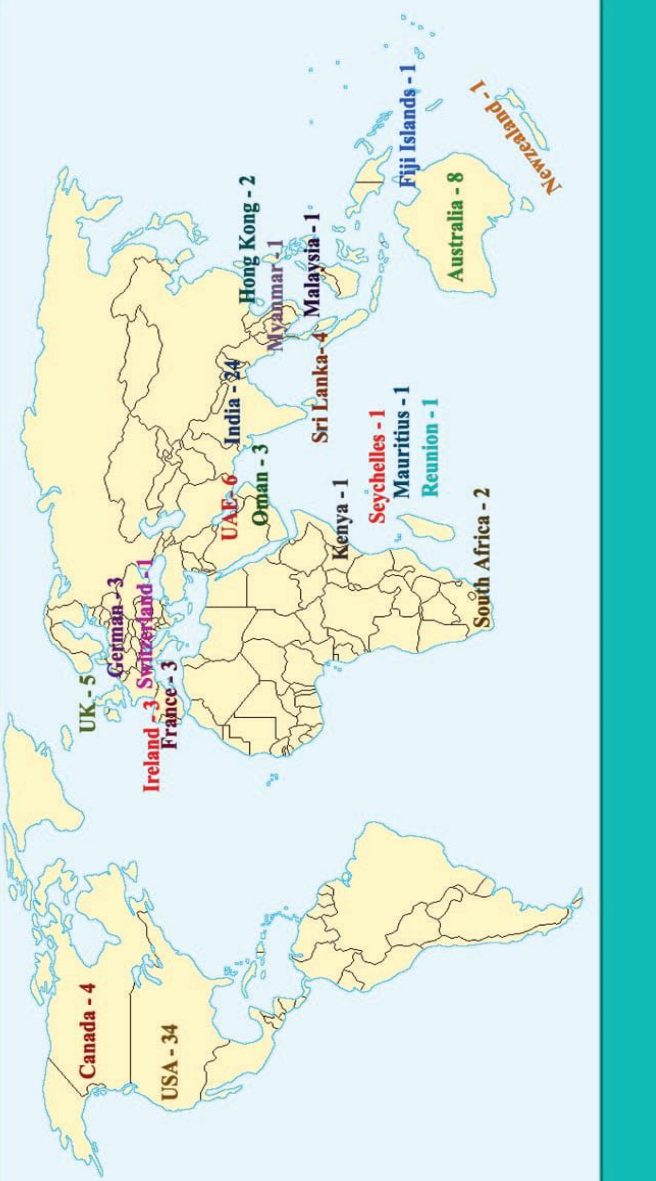 Canada - 4
USA - 34
UK - 5
German - 3
Ireland - 3
Switzerland - 1
France - 3
UAE- 6
Oman - 3
India - 24
Hong Kong - 2
Myanmar -1
Malaysia -1
Sri Lanka- 4
Kenya - 1
Seychelles - 1
Mauritius - 1
Reunion - 1
South Africa - 2
Fiji Islands - 1
Australia - 8
Newzealand - 1